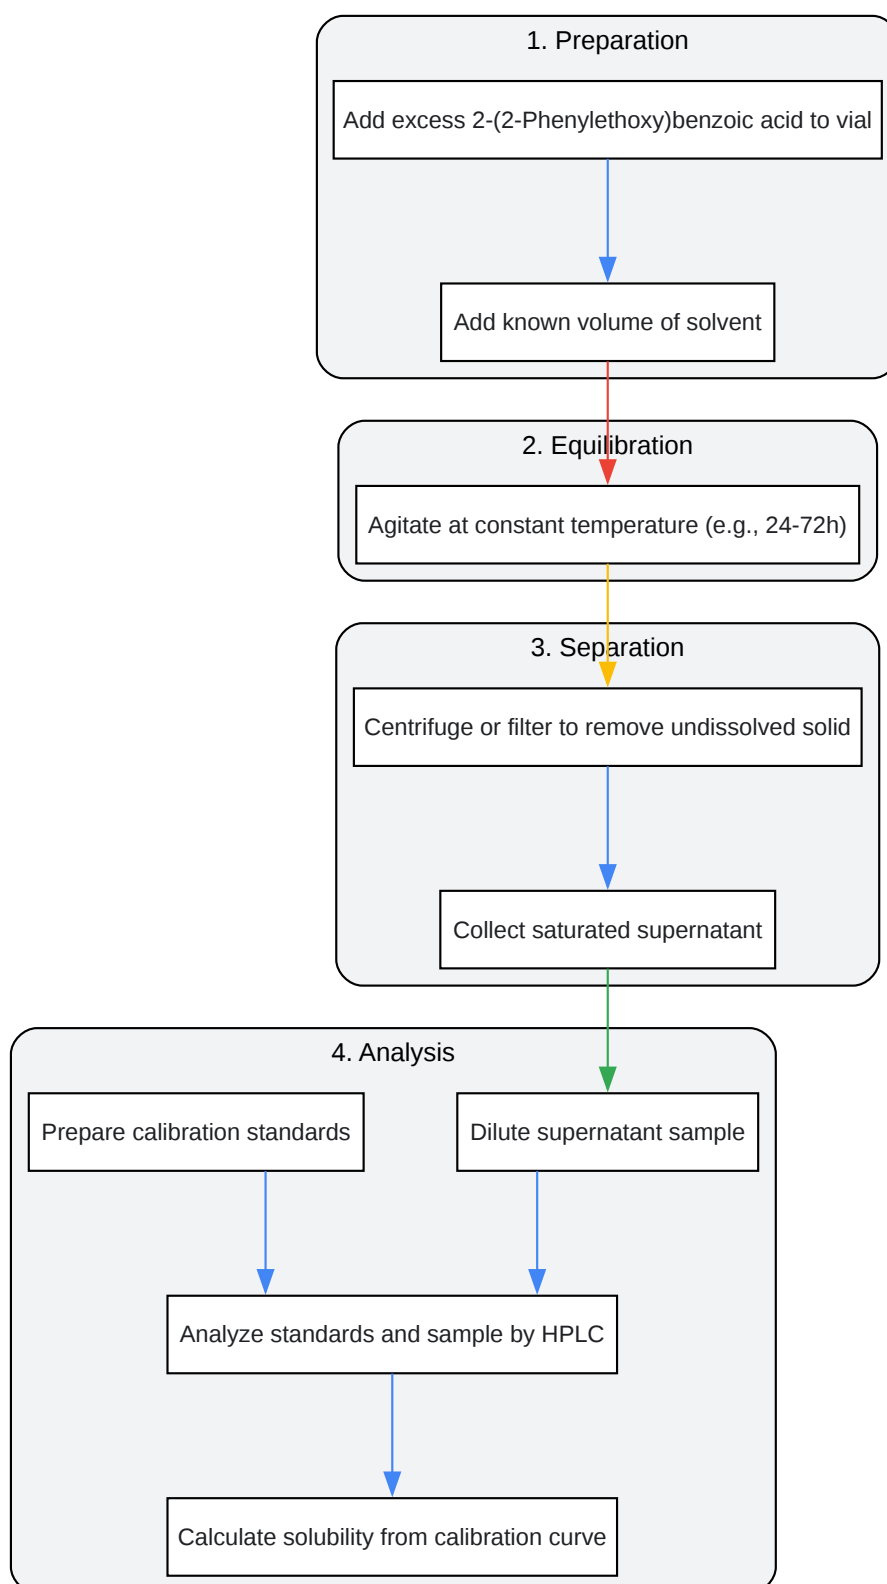 1. Preparation
Add excess 2-(2-Phenylethoxy)benzoic acid to vial
Add known volume of solvent
2. Equilibration
Agitate at constant temperature (e.g., 24-72h)
3. Separation
Centrifuge or filter to remove undissolved solid
Collect saturated supernatant
4. Analysis
Prepare calibration standards
Dilute supernatant sample
Analyze standards and sample by HPLC
Calculate solubility from calibration curve